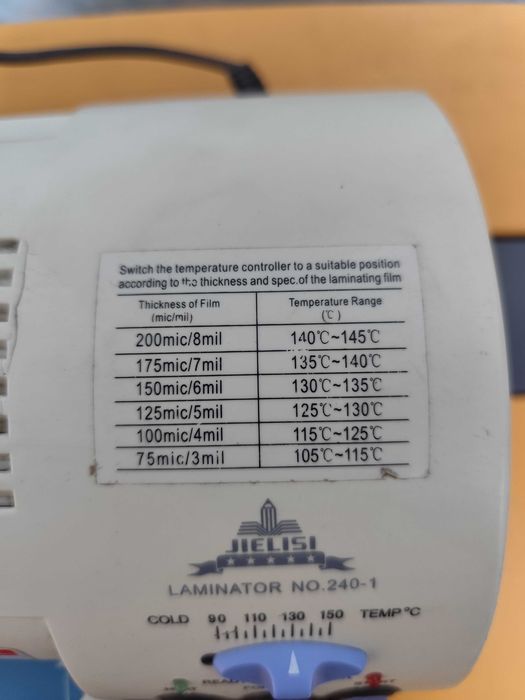 Switch the temperature controller to a suitable position
according to the thickness and spec.of the laminating film
Thickness of Film Temperature Range
(mic/mil) (℃)
200mic/8mil 140℃~145℃
175mic/7mil 135℃~140℃
150mic/6mil 130℃~135℃
125mic/5mil 125℃~130℃
100mic/4mil 115℃~125℃
75mic/3mil 105℃~115℃
JIELISI
LAMINATOR NO.240-1
COLD 90 110 130 150 TEMP℃